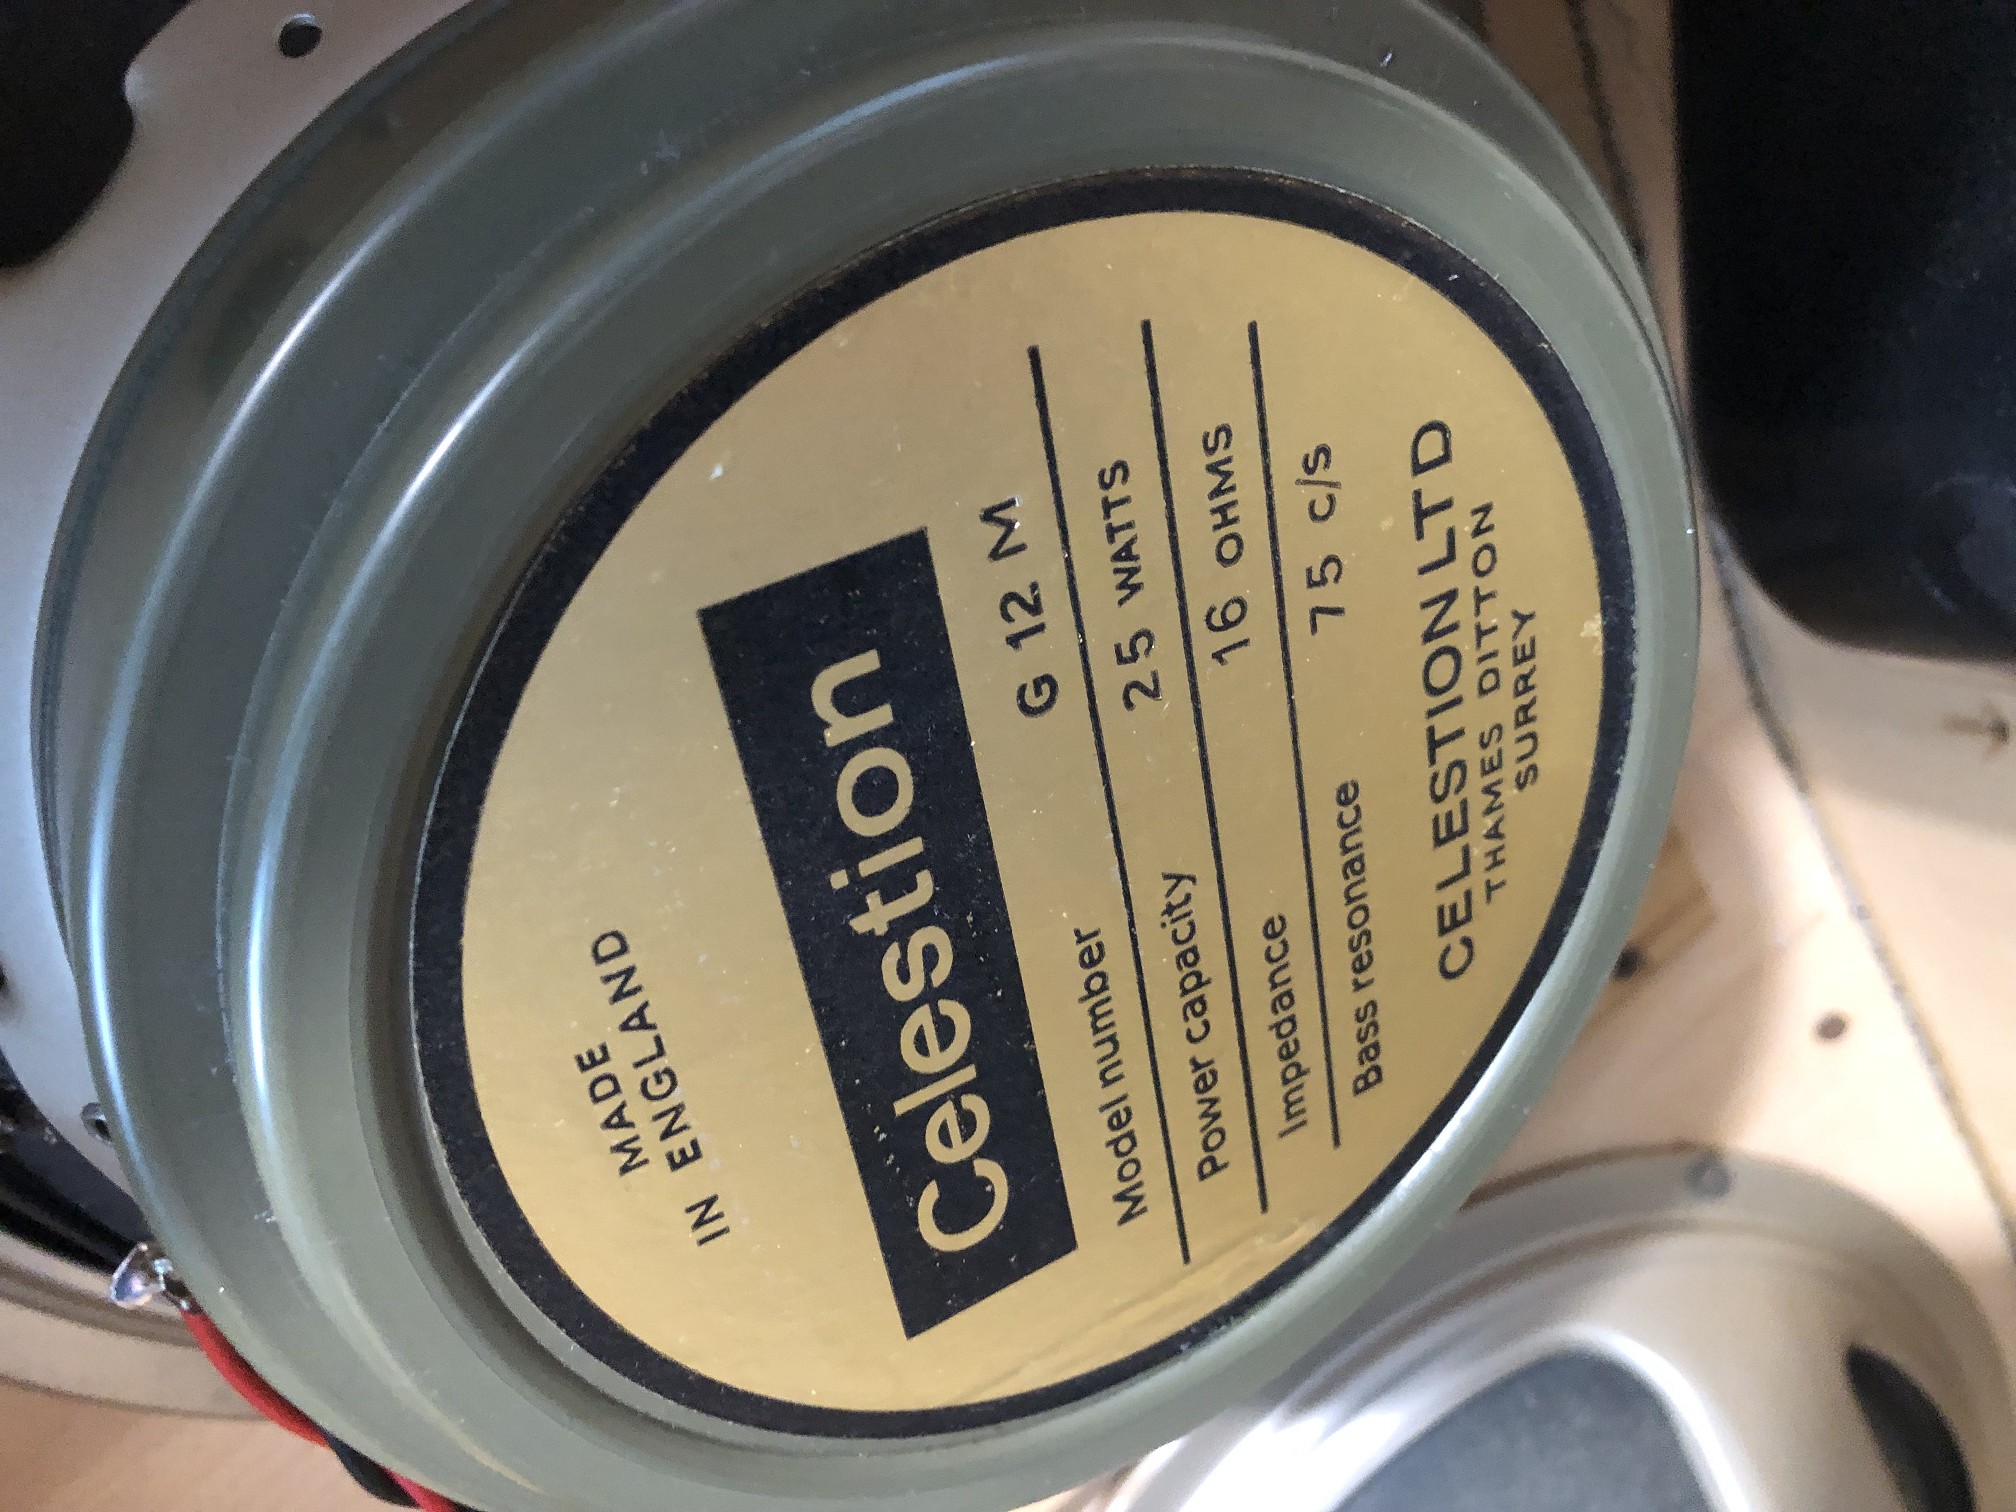 MADE
IN ENGLAND
Celestion
Model number G 12 M
Power capacity 25 WATTS
Impedance 16 OHMS
Bass resonance 75 C/S
CELESTION LTD
THAMES DITTON
SURREY